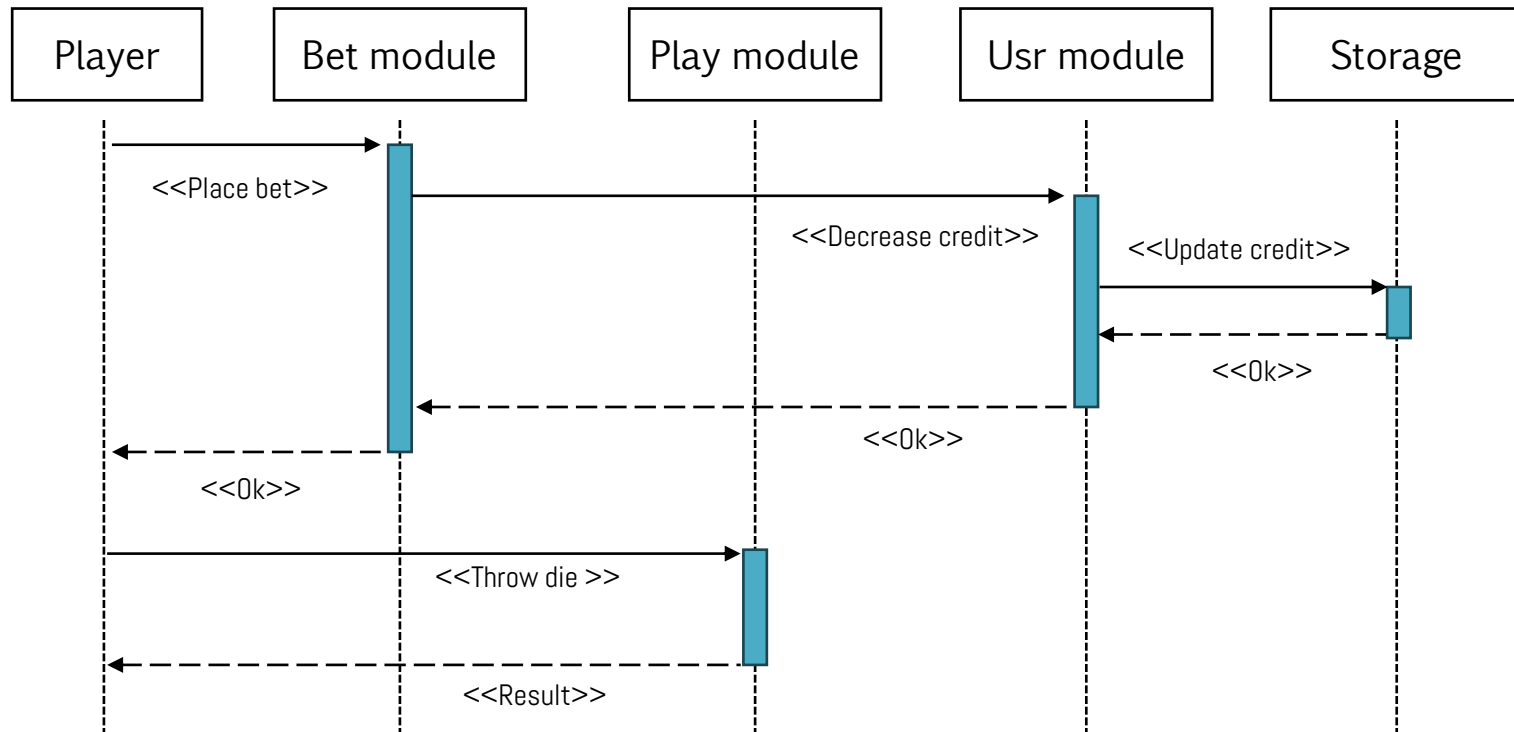 Player
Bet module
Play module
Usr module
Storage
<<Place bet>>
<<Decrease credit>>
<<Update credit>>
<<Ok>>
<<Ok>>
<<Ok>>
<<Throw die >>
<<Result>>